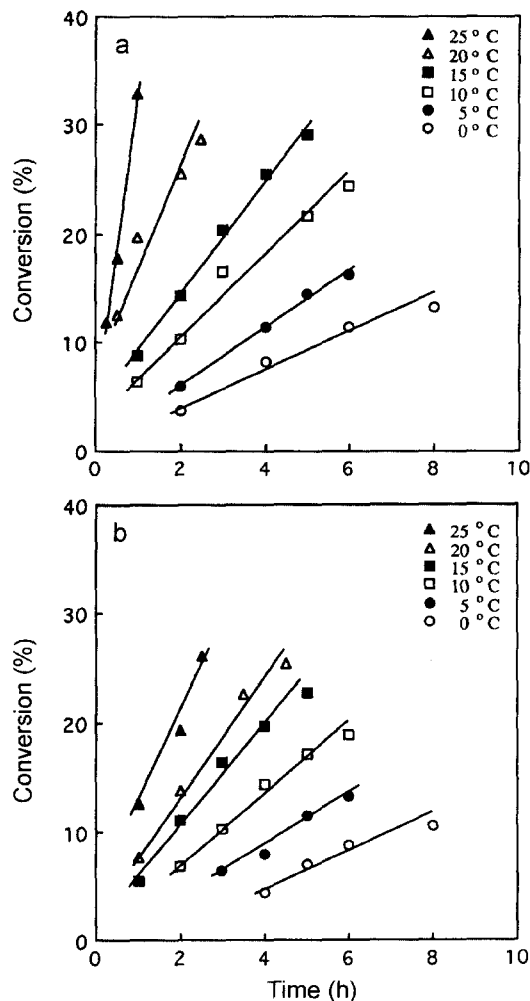 40
a
25 ° C
20 ° C
15 ° C
10 ° C
5 ° C
0 ° C
30
20
10
0
Conversion (%)
0 2 4 6 8 10
40
b
25 ° C
20 ° C
15 ° C
10 ° C
5 ° C
0 ° C
30
20
10
0
Conversion (%)
0 2 4 6 8 10
Time (h)